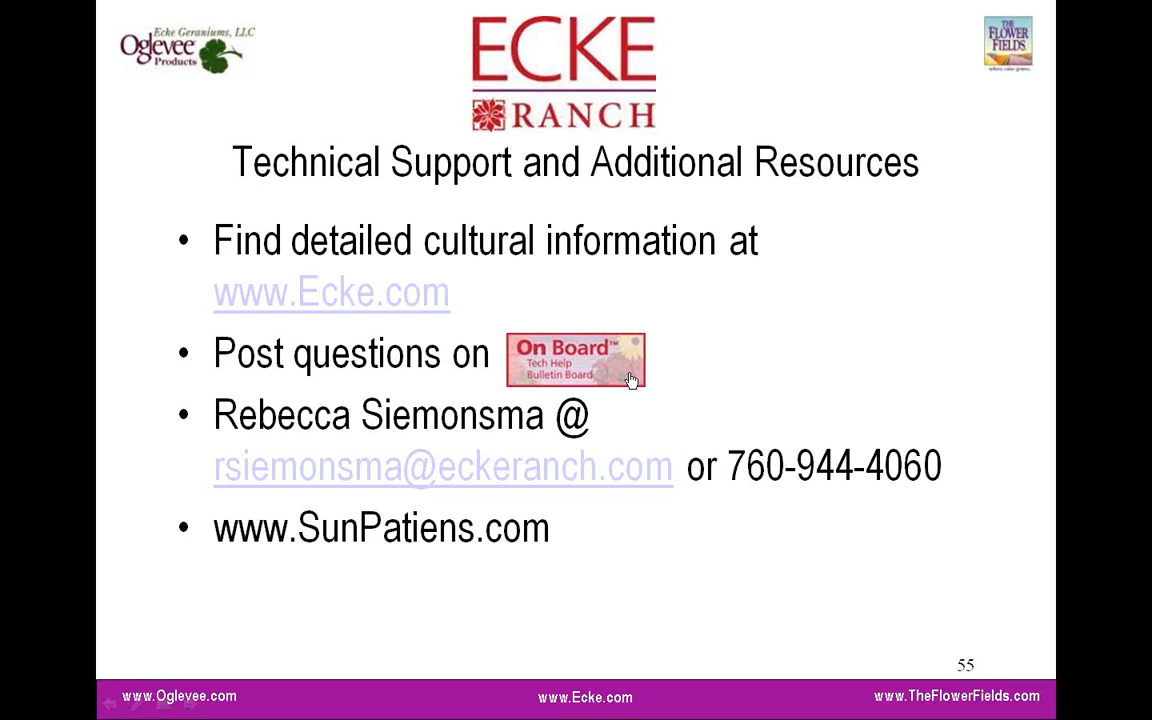 Ecke Geraniums, LLC
Oglevee
Products
ECKE
RANCH
THE
FLOWER
FIELDS
Technical Support and Additional Resources
• Find detailed cultural information at
www.Ecke.com
• Post questions on
On Board™
Tech Help
Bulletin Board
• Rebecca Siemonsma @
rsiemonsma@eckeranch.com or 760-944-4060
• www.SunPatiens.com
55
www.Oglevee.com
www.Ecke.com
www.TheFlowerFields.com